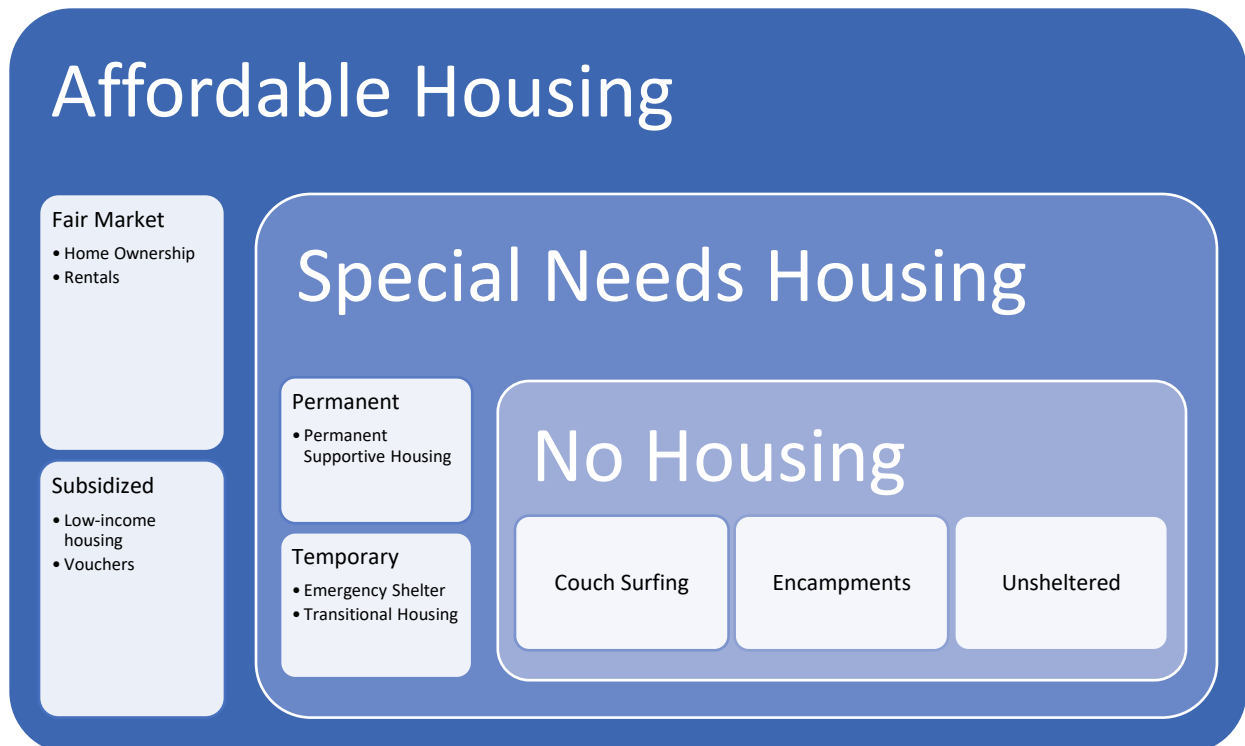 Affordable Housing
Fair Market
• Home Ownership
• Rentals
Subsidized
• Low-income
housing
• Vouchers
Special Needs Housing
Permanent
• Permanent
Supportive Housing
Temporary
• Emergency Shelter
• Transitional Housing
No Housing
Couch Surfing
Encampments
Unsheltered